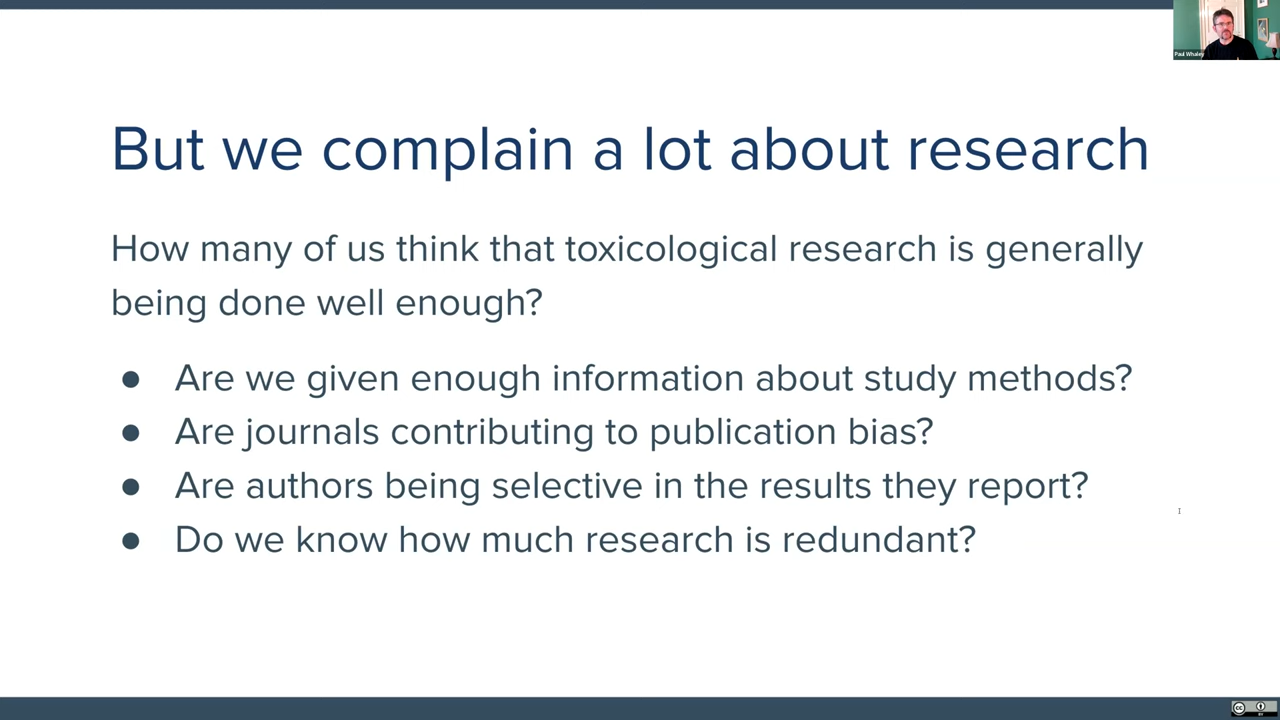 Paul Whaley
But we complain a lot about research
How many of us think that toxicological research is generally
being done well enough?
● Are we given enough information about study methods?
● Are journals contributing to publication bias?
● Are authors being selective in the results they report?
● Do we know how much research is redundant?
cc
BY